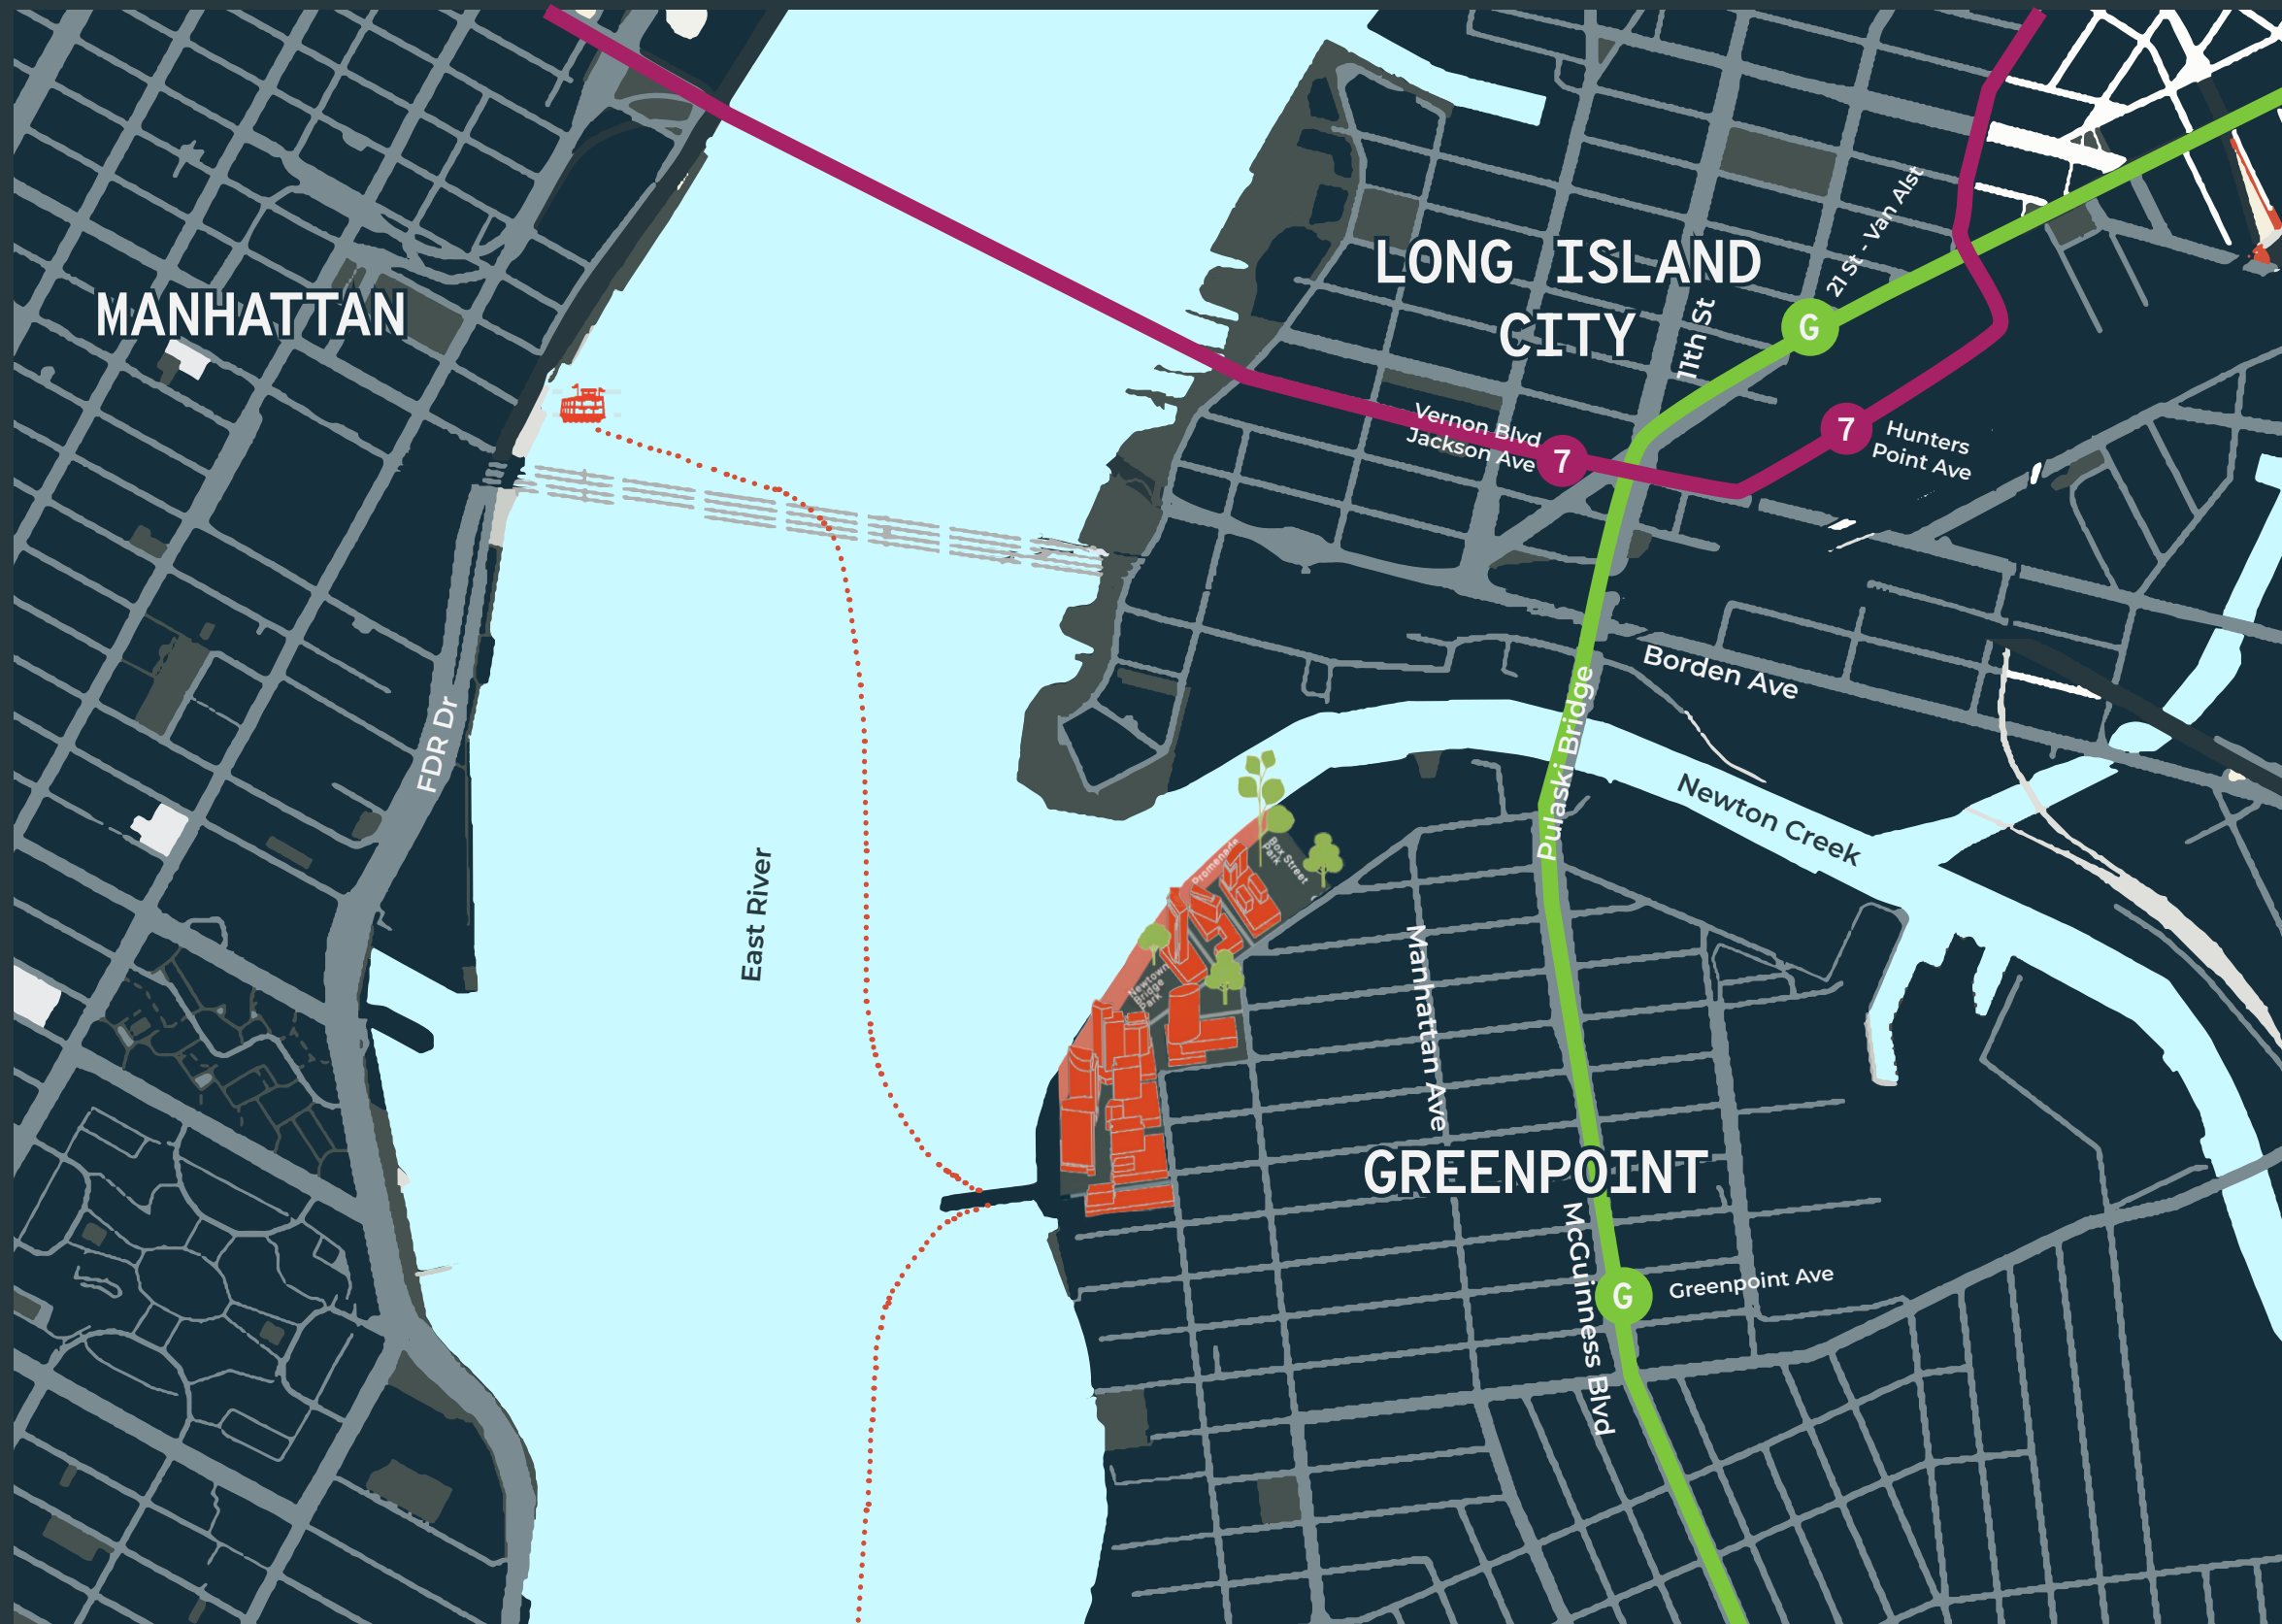 MANHATTAN
LONG ISLAND
CITY
21 St - Van Alst
G
11th St
Vernon Blvd
Jackson Ave
7
7
Hunters
Point Ave
Borden Ave
Pulaski Bridge
FDR Dr
Newton Creek
East River
Promenade
Box Street
Park
Newtown
Bridge
Park
Manhattan Ave
GREENPOINT
McGuinness Blvd
G
Greenpoint Ave